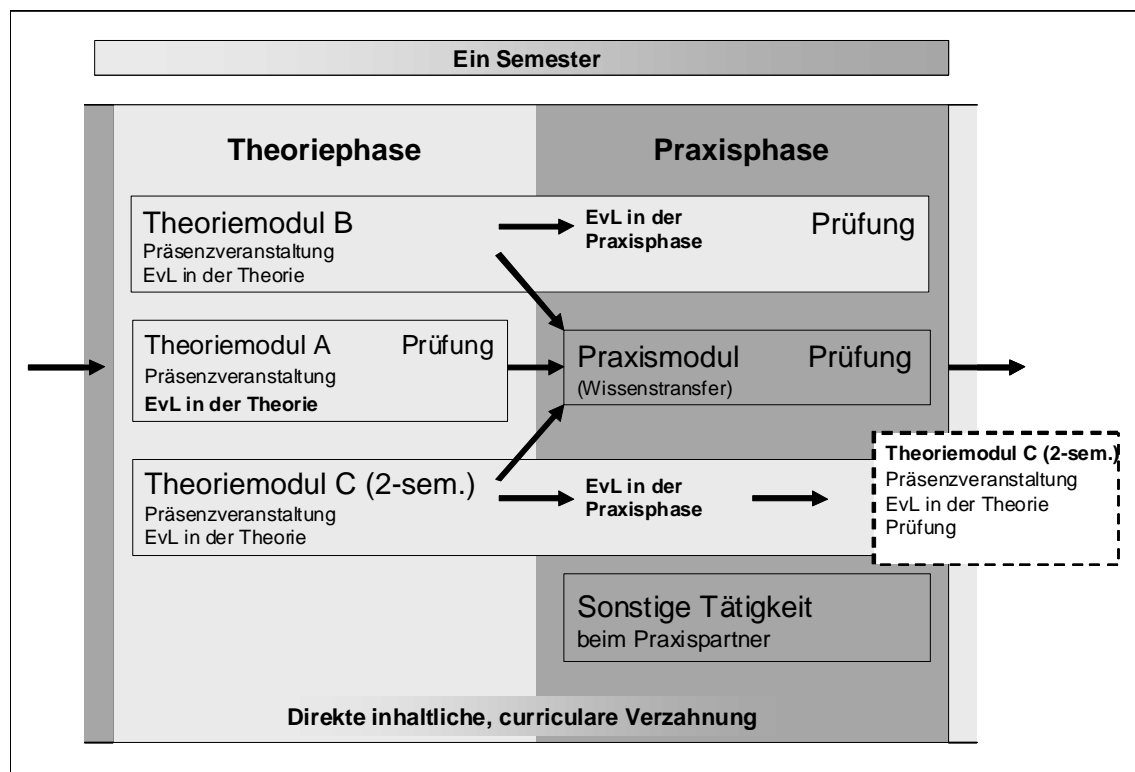 Ein Semester
Theoriephase
Praxisphase
Theoriemodul B
Präsenzveranstaltung
EvL in der Theorie
EvL in der
Praxisphase
Prüfung
Theoriemodul A
Prüfung
Präsenzveranstaltung
EvL in der Theorie
Praxismodul
Prüfung
(Wissenstransfer)
Theoriemodul C (2-sem.)
Präsenzveranstaltung
EvL in der Theorie
EvL in der
Praxisphase
Theoriemodul C (2-sem.)
Präsenzveranstaltung
EvL in der Theorie
Prüfung
Sonstige Tätigkeit
beim Praxispartner
Direkte inhaltliche, curriculare Verzahnung